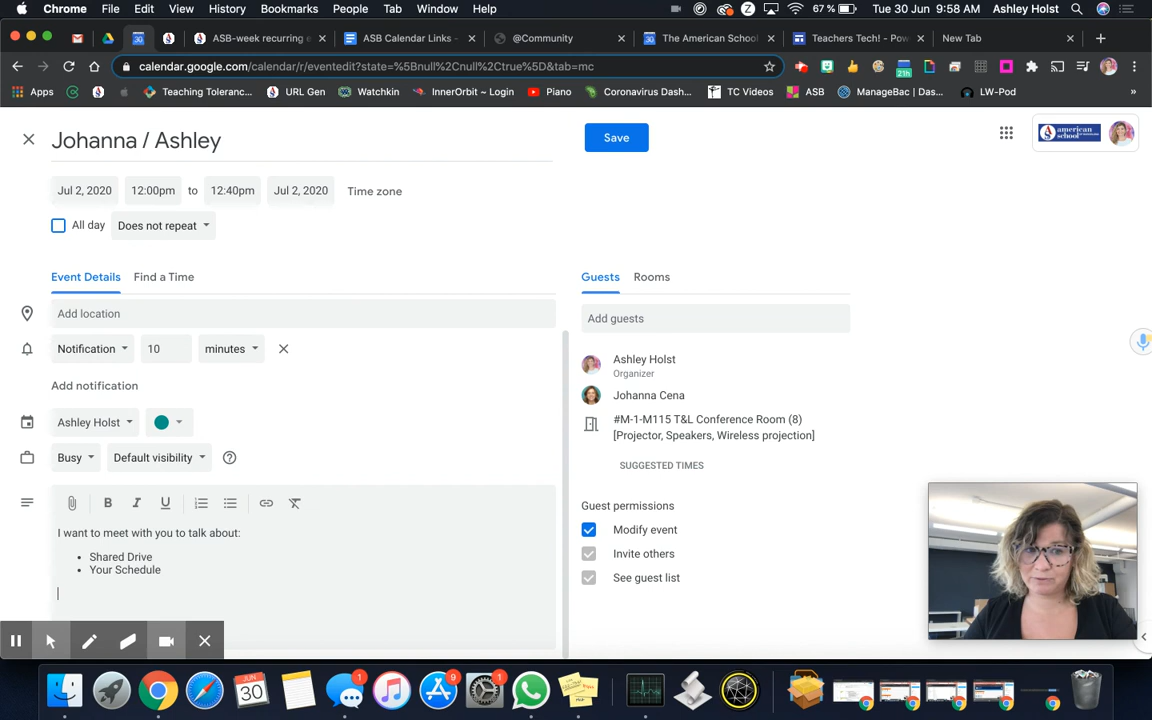 Chrome File Edit View History Bookmarks People Tab Window Help 67 % Tue 30 Jun 9:58 AM Ashley Holst
ASB-week recurring e ASB Calendar Links - @Community The American School Teachers Tech! - Pow New Tab
calendar.google.com/calendar/r/eventedit?state=%5Bnull%2Cnull%2Ctrue%5D&tab=mc
Apps Teaching Toleranc... URL Gen Watchkin InnerOrbit ~ Login Piano Coronavirus Dash... TC Videos ASB ManageBac | Das... LW-Pod
21h
Johanna / Ashley
Save
american
Jul 2, 2020 12:00pm to 12:40pm Jul 2, 2020 Time zone
All day Does not repeat
Event Details Find a Time
Guests Rooms
Add location
Add guests
Notification 10 minutes
Ashley Holst
Organizer
Add notification
Johanna Cena
Ashley Holst
#M-1-M115 T&L Conference Room (8)
[Projector, Speakers, Wireless projection]
Busy Default visibility
SUGGESTED TIMES
B I U
Guest permissions
I want to meet with you to talk about:
Modify event
• Shared Drive
Invite others
• Your Schedule
See guest list
30
1
9
1